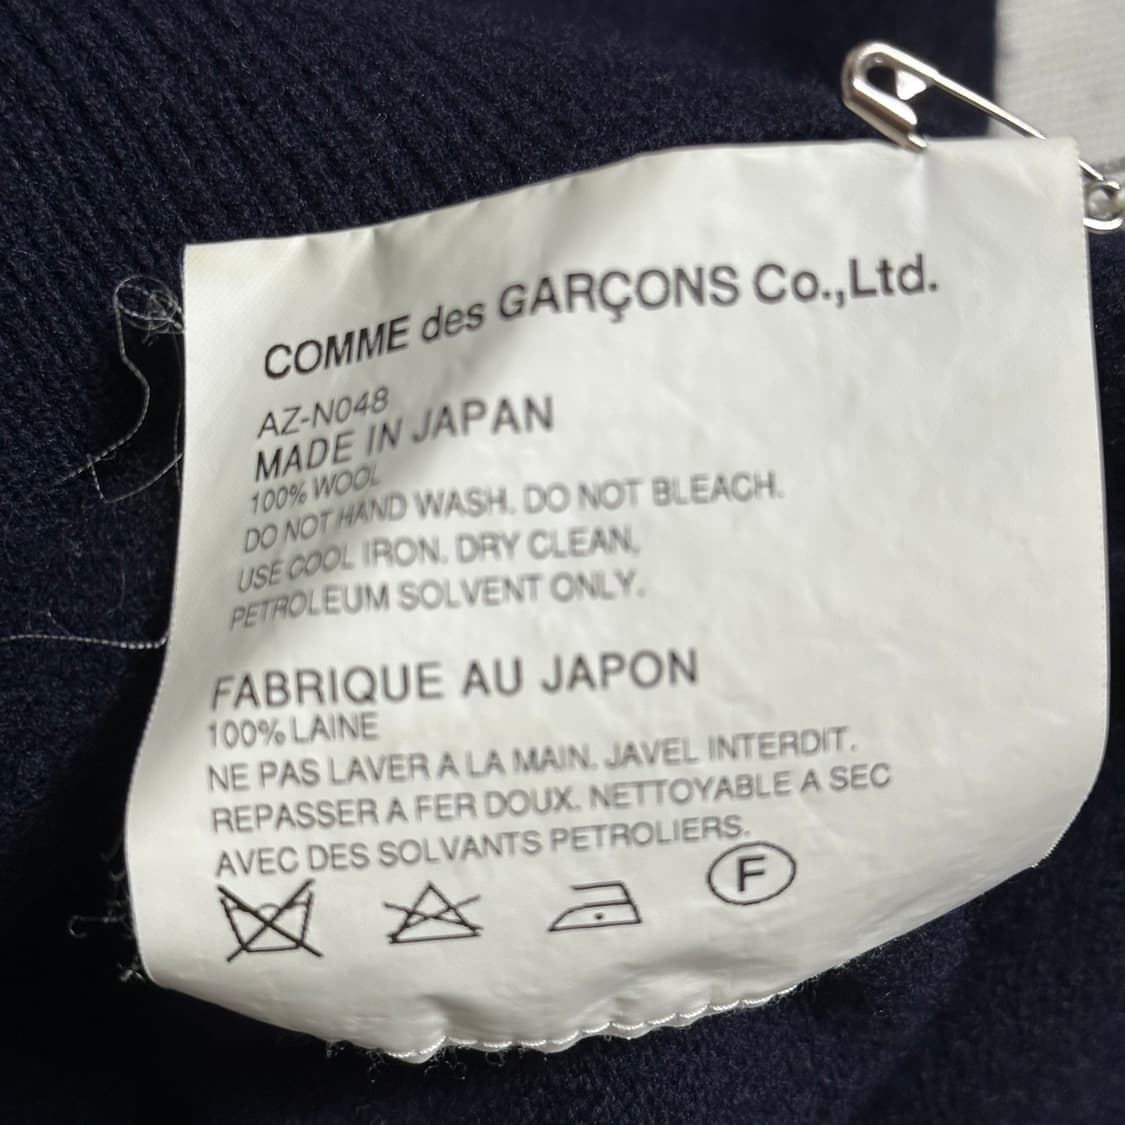 COMME des GARÇONS Co.,Ltd.
AZ-N048
MADE IN JAPAN
100% WOOL
DO NOT HAND WASH. DO NOT BLEACH.
USE COOL IRON. DRY CLEAN.
PETROLEUM SOLVENT ONLY.
FABRIQUE AU JAPON
100% LAINE
NE PAS LAVER A LA MAIN. JAVEL INTERDIT.
REPASSER A FER DOUX. NETTOYABLE A SEC
AVEC DES SOLVANTS PETROLIERS.
F